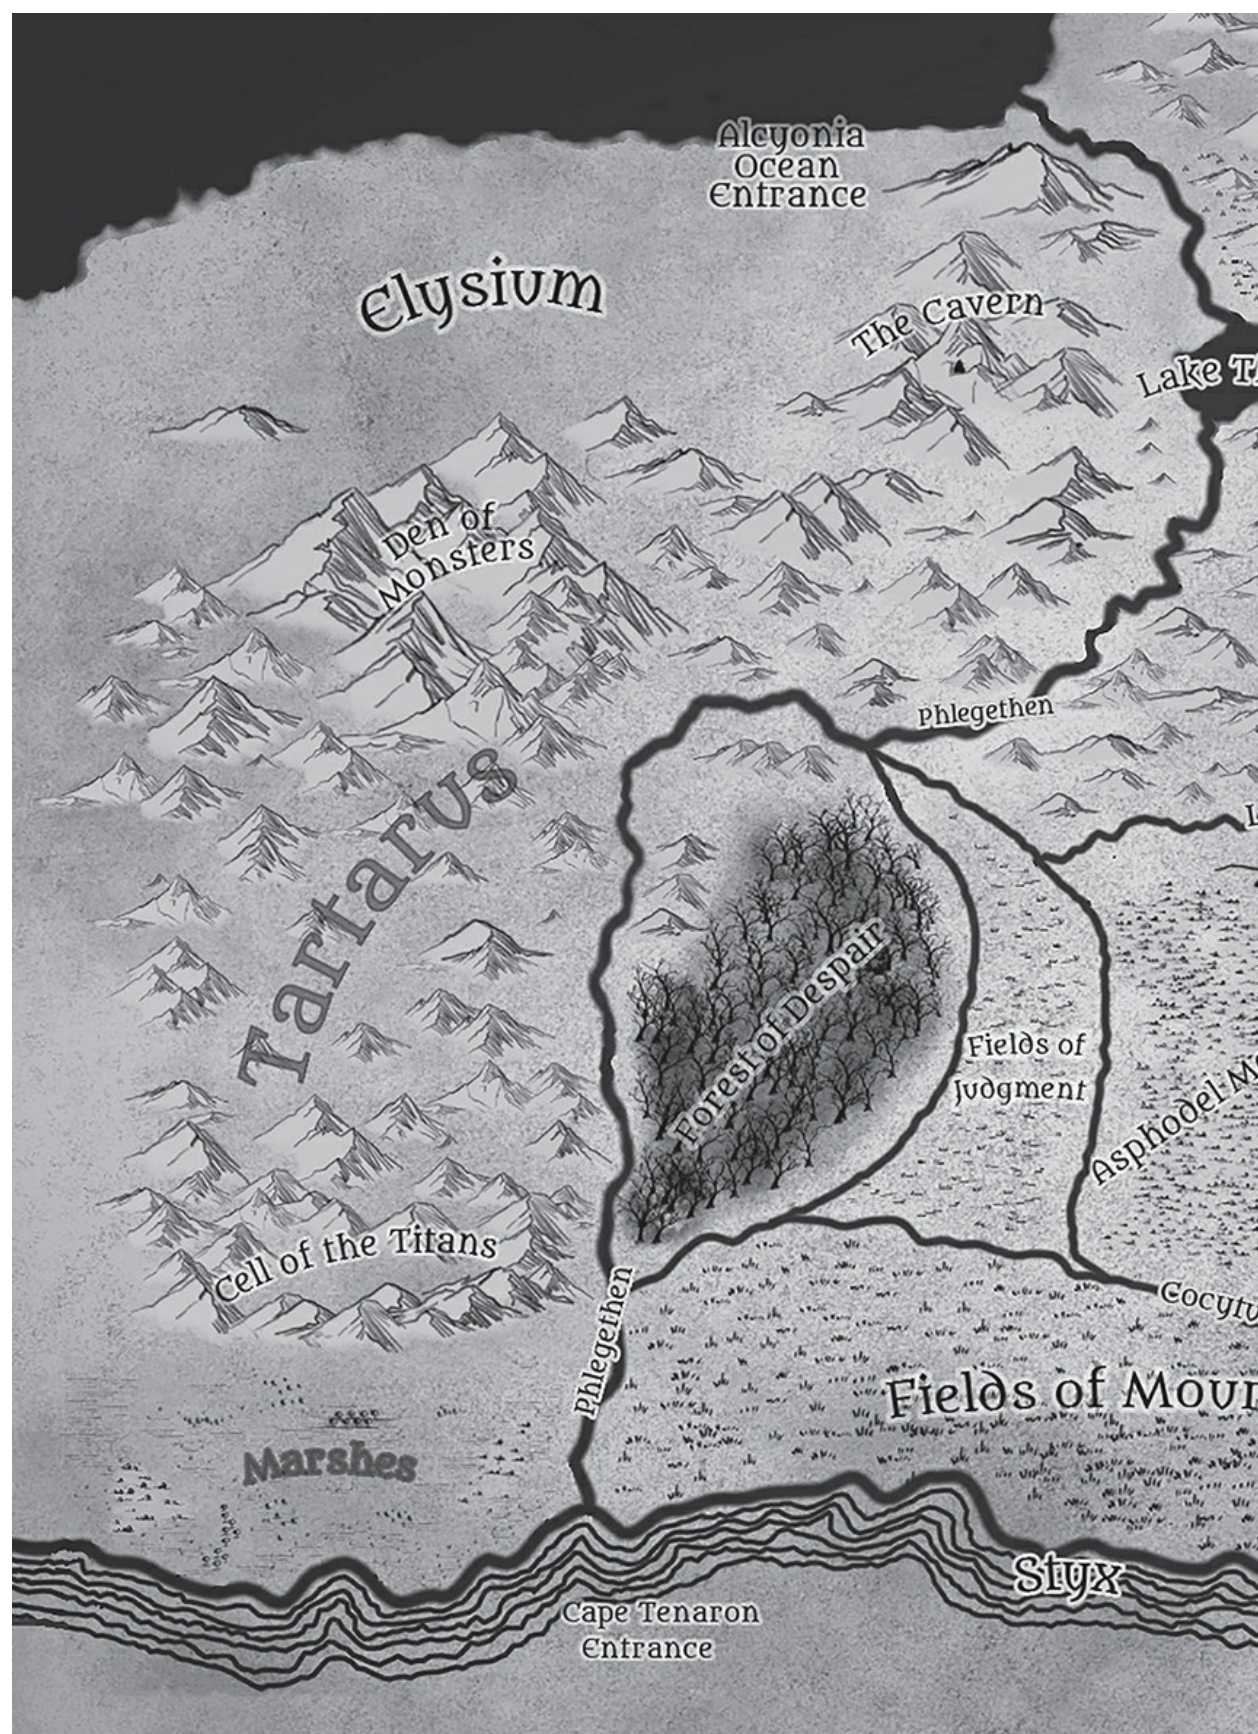 Alcyonia
Ocean
Entrance
Elysium
The Cavern
Lake
Den of
Monsters
Phlegethen
Tartarus
Forest of Despair
Fields of
Judgment
Asphodel
Cell of the Titans
Phlegethen
Fields of
Marshes
Styx
Cape Tenaron
Entrance